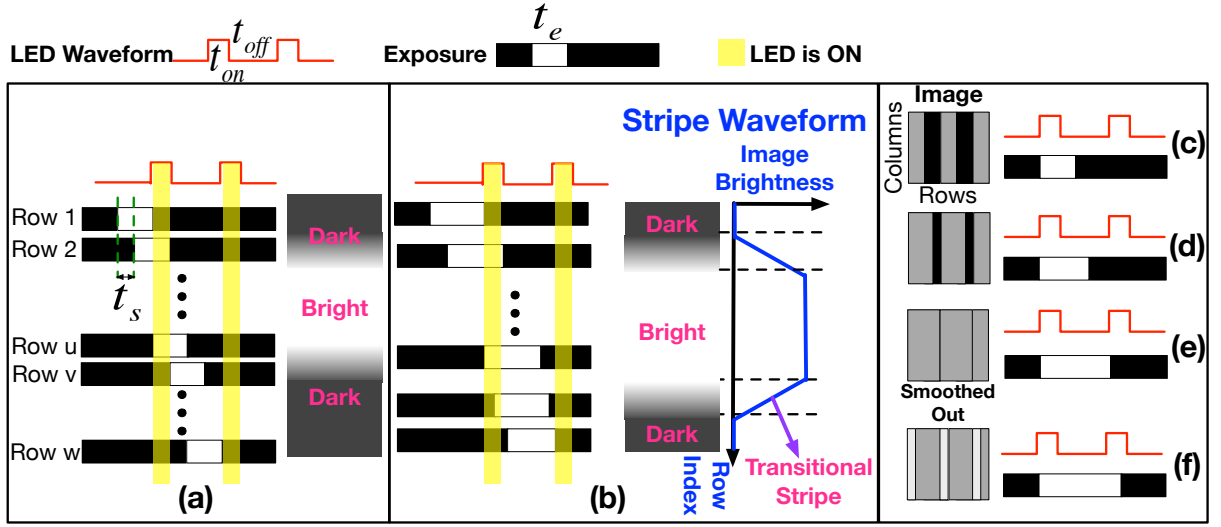 LED Waveform
t_on
t_off
Exposure
t_e
LED is ON
Row 1
Row 2
t_s
Row u
Row v
Row w
Dark
Bright
Dark
(a)
Stripe Waveform
Image
Brightness
Dark
Bright
Dark
Row
Index
Transitional
Stripe
(b)
Image
Columns
Rows
(c)
(d)
(e)
Smoothed
Out
(f)